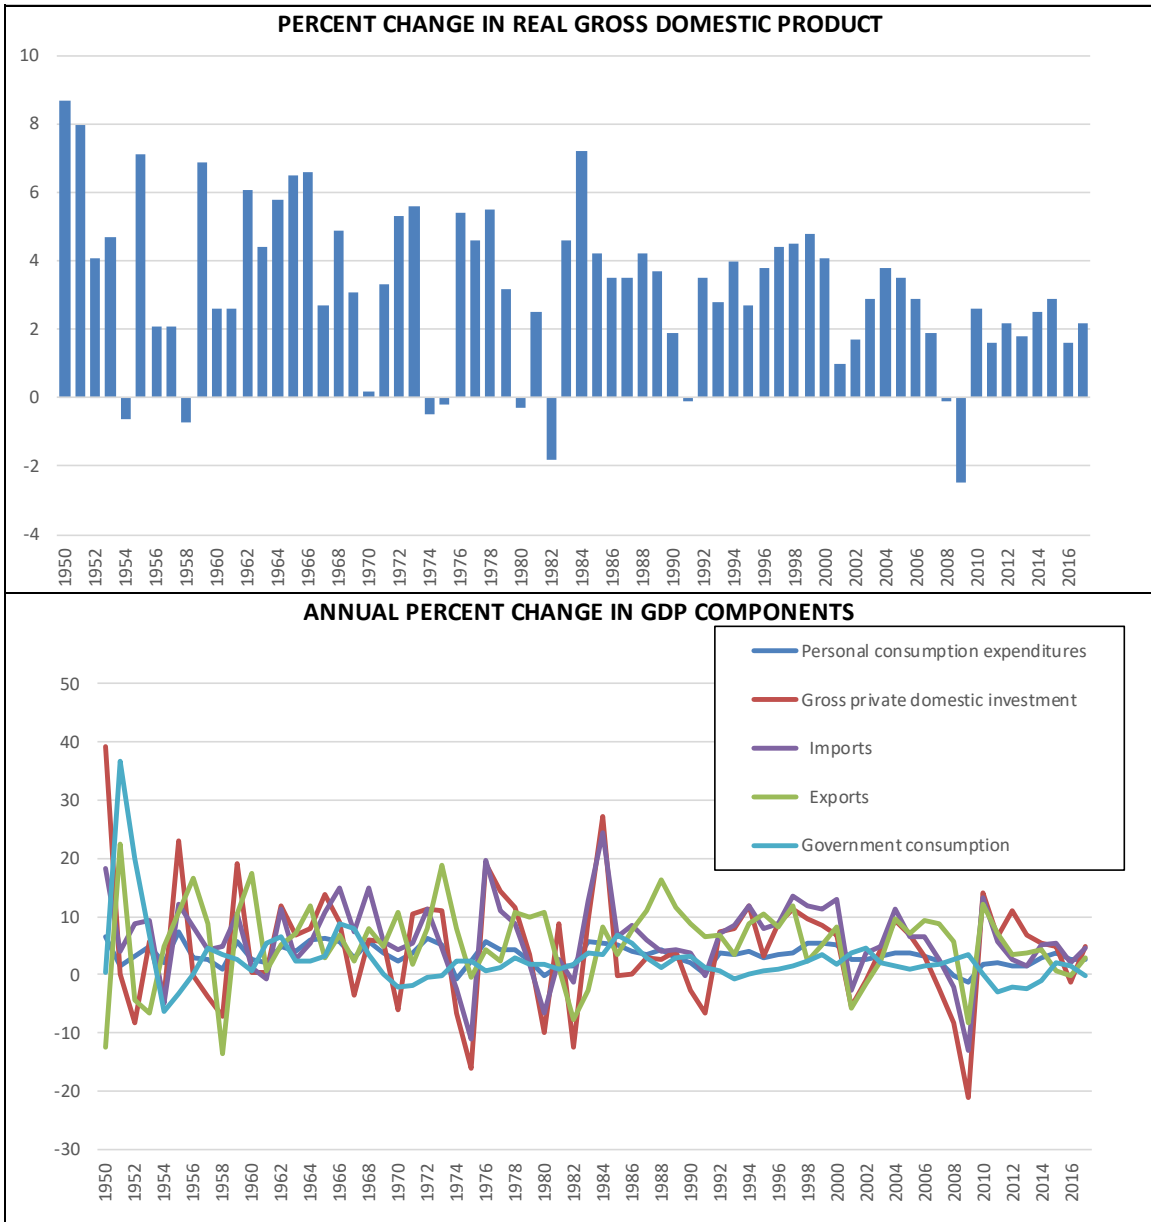 PERCENT CHANGE IN REAL GROSS DOMESTIC PRODUCT
10
8
6
4
2
0
-2
-4
1950 1952 1954 1956 1958 1960 1962 1964 1966 1968 1970 1972 1974 1976 1978 1980 1982 1984 1986 1988 1990 1992 1994 1996 1998 2000 2002 2004 2006 2008 2010 2012 2014 2016
ANNUAL PERCENT CHANGE IN GDP COMPONENTS
Personal consumption expenditures
Gross private domestic investment
Imports
Exports
Government consumption
50
40
30
20
10
0
-10
-20
-30
1950 1952 1954 1956 1958 1960 1962 1964 1966 1968 1970 1972 1974 1976 1978 1980 1982 1984 1986 1988 1990 1992 1994 1996 1998 2000 2002 2004 2006 2008 2010 2012 2014 2016